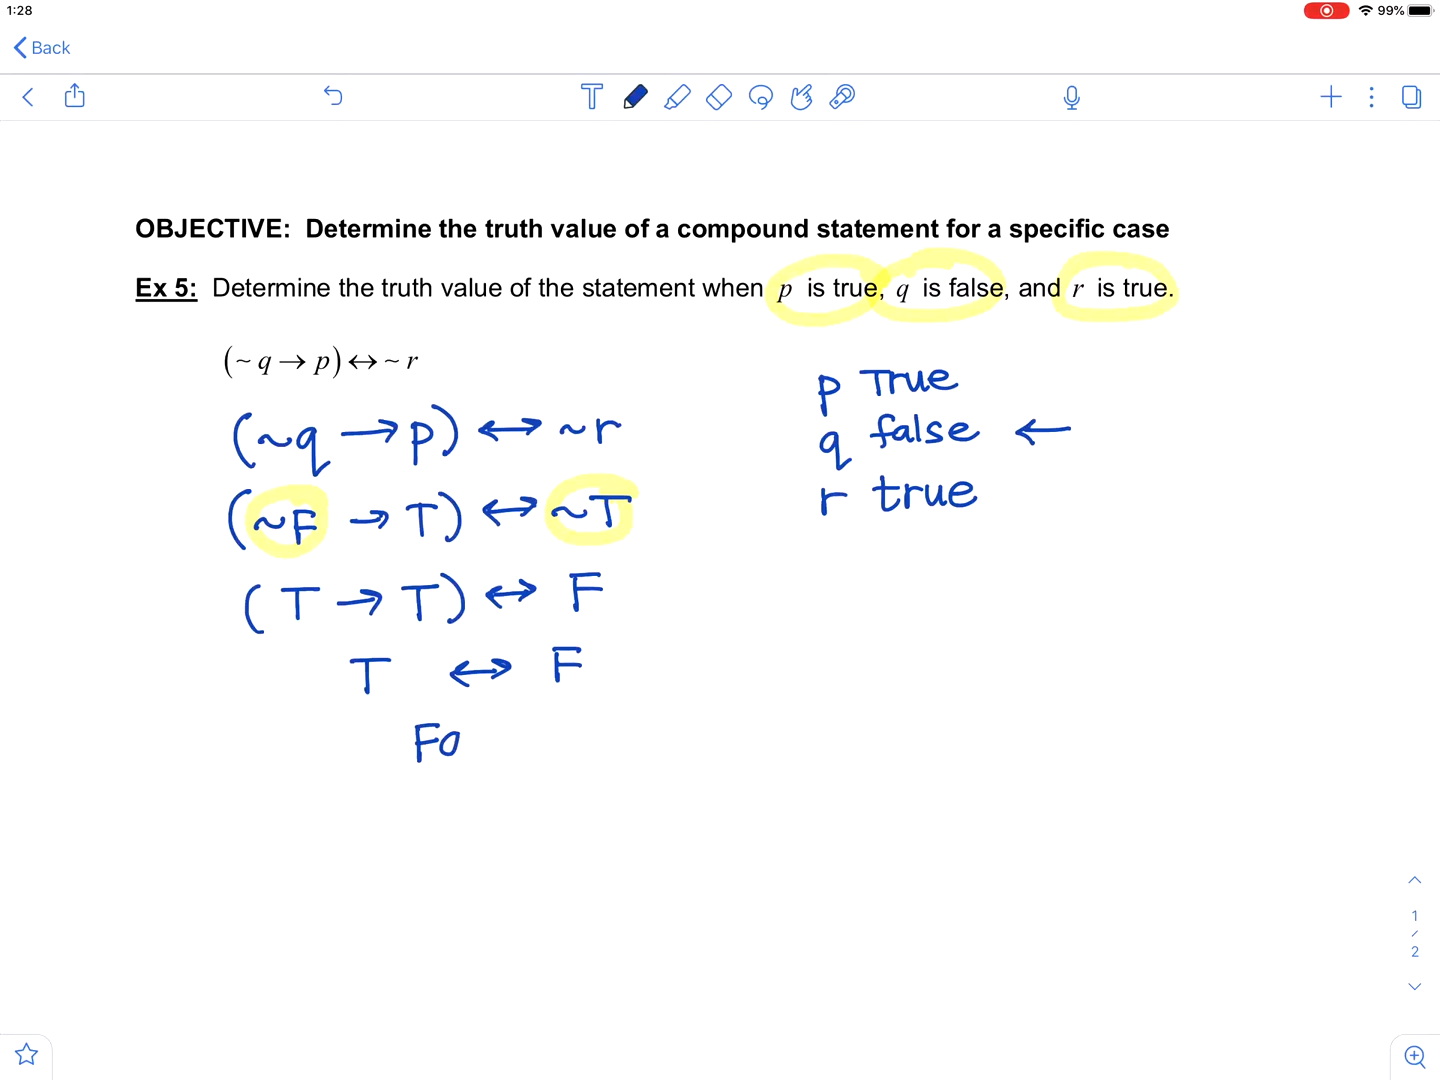 1:28
99%
Back
OBJECTIVE: Determine the truth value of a compound statement for a specific case
Ex 5: Determine the truth value of the statement when p is true, q is false, and r is true.
(~ q → p) ↔ ~ r
(~q → p) ↔ ~r
(~F → T) ↔ ~T
(T → T) ↔ F
T ↔ F
Fa
p True
q false ←
r true
1
/
2